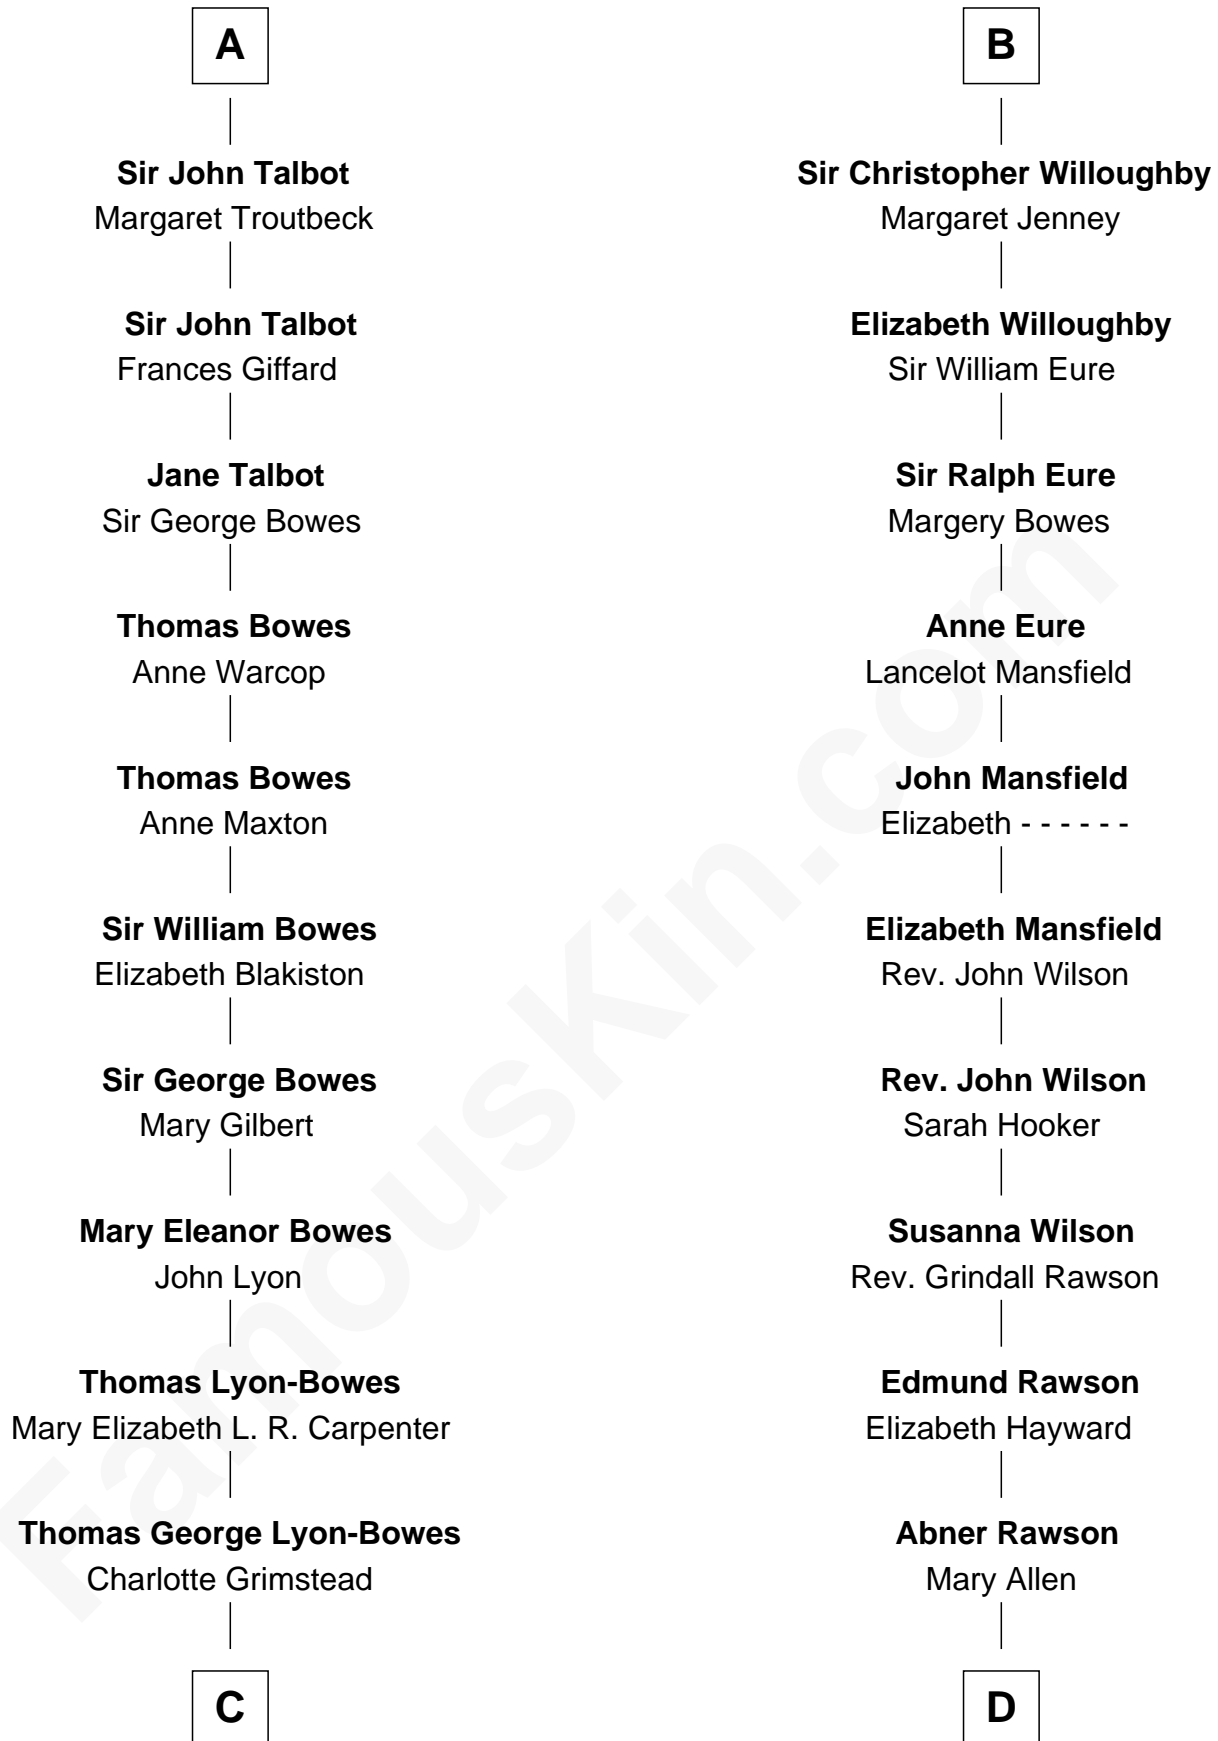 A
Sir John Talbot
Margaret Troutbeck
Sir John Talbot
Frances Giffard
Jane Talbot
Sir George Bowes
Thomas Bowes
Anne Warcop
Thomas Bowes
Anne Maxton
Sir William Bowes
Elizabeth Blakiston
Sir George Bowes
Mary Gilbert
Mary Eleanor Bowes
John Lyon
Thomas Lyon-Bowes
Mary Elizabeth L. R. Carpenter
Thomas George Lyon-Bowes
Charlotte Grimstead
C
B
Sir Christopher Willoughby
Margaret Jenney
Elizabeth Willoughby
Sir William Eure
Sir Ralph Eure
Margery Bowes
Anne Eure
Lancelot Mansfield
John Mansfield
Elizabeth - - - - - -
Elizabeth Mansfield
Rev. John Wilson
Rev. John Wilson
Sarah Hooker
Susanna Wilson
Rev. Grindall Rawson
Edmund Rawson
Elizabeth Hayward
Abner Rawson
Mary Allen
D
FamousKin.com